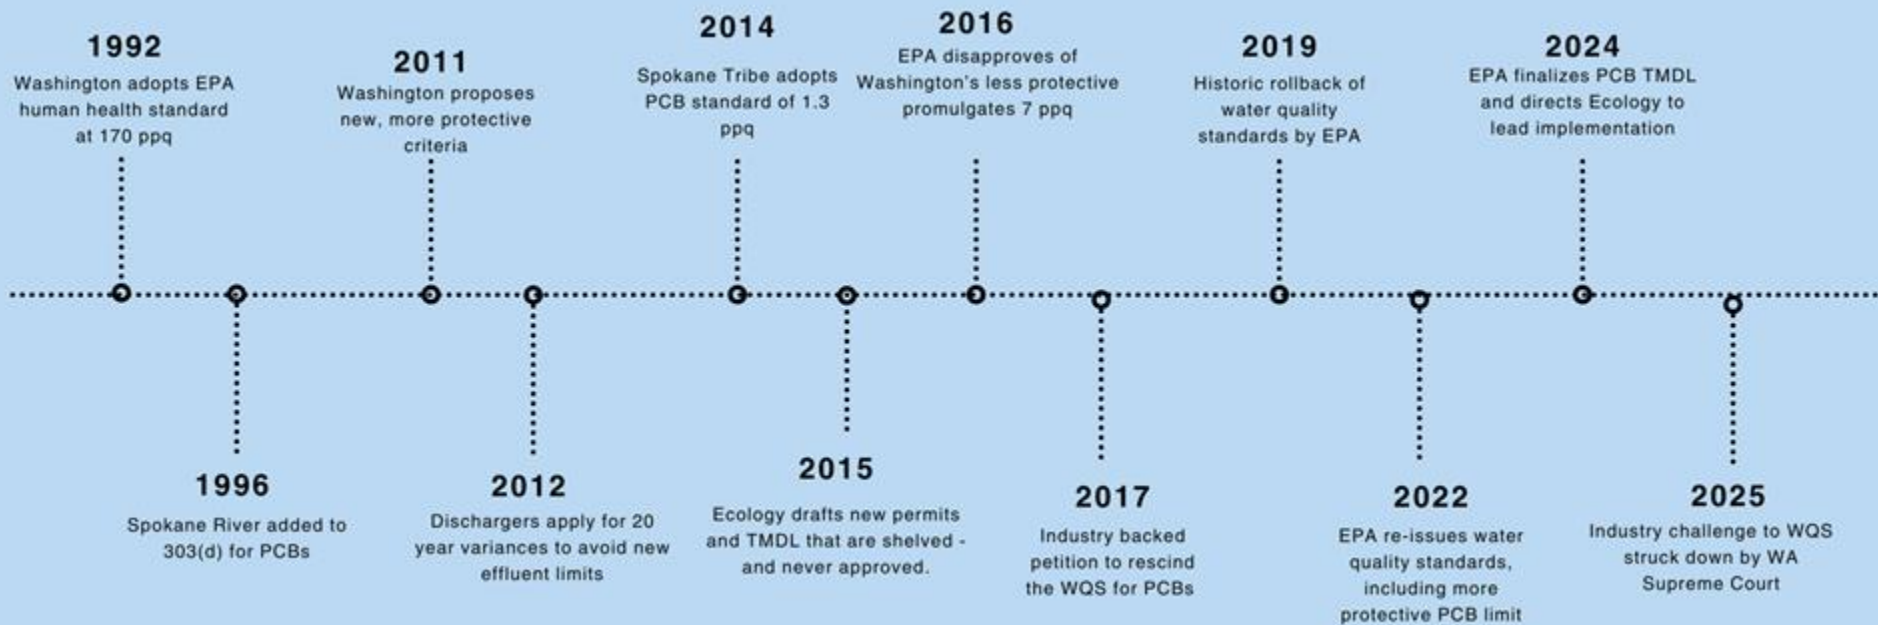 1992
Washington adopts EPA
human health standard
at 170 ppq
2011
Washington proposes
new, more protective
criteria
2014
Spokane Tribe adopts
PCB standard of 1.3
ppq
2016
EPA disapproves of
Washington's less protective
promulgates 7 ppq
2019
Historic rollback of
water quality
standards by EPA
2024
EPA finalizes PCB TMDL
and directs Ecology to
lead implementation
1996
Spokane River added to
303(d) for PCBs
2012
Dischargers apply for 20
year variances to avoid new
effluent limits
2015
Ecology drafts new permits
and TMDL that are shelved -
and never approved.
2017
Industry backed
petition to rescind
the WQS for PCBs
2022
EPA re-issues water
quality standards,
including more
protective PCB limit
2025
Industry challenge to WQS
struck down by WA
Supreme Court